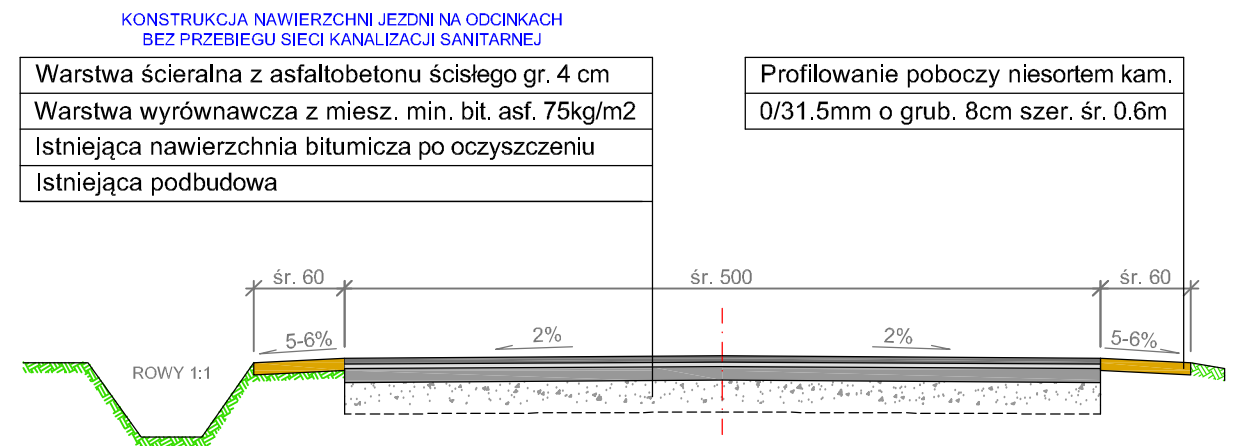 KONSTRUKCJA NAWIERZCHNI JEZDNI NA ODCINKACH
BEZ PRZEBIEGU SIECI KANALIZACJI SANITARNEJ
Warstwa ścieralna z asfaltobetonu ścisłego gr. 4 cm
Warstwa wyrównawcza z miesz. min. bit. asf. 75kg/m2
Istniejąca nawierzchnia bitumicza po oczyszczeniu
Istniejąca podbudowa
Profilowanie poboczy niesortem kam.
0/31.5mm o grub. 8cm szer. śr. 0.6m
śr. 60
śr. 500
śr. 60
5-6%
2%
2%
5-6%
ROWY 1:1